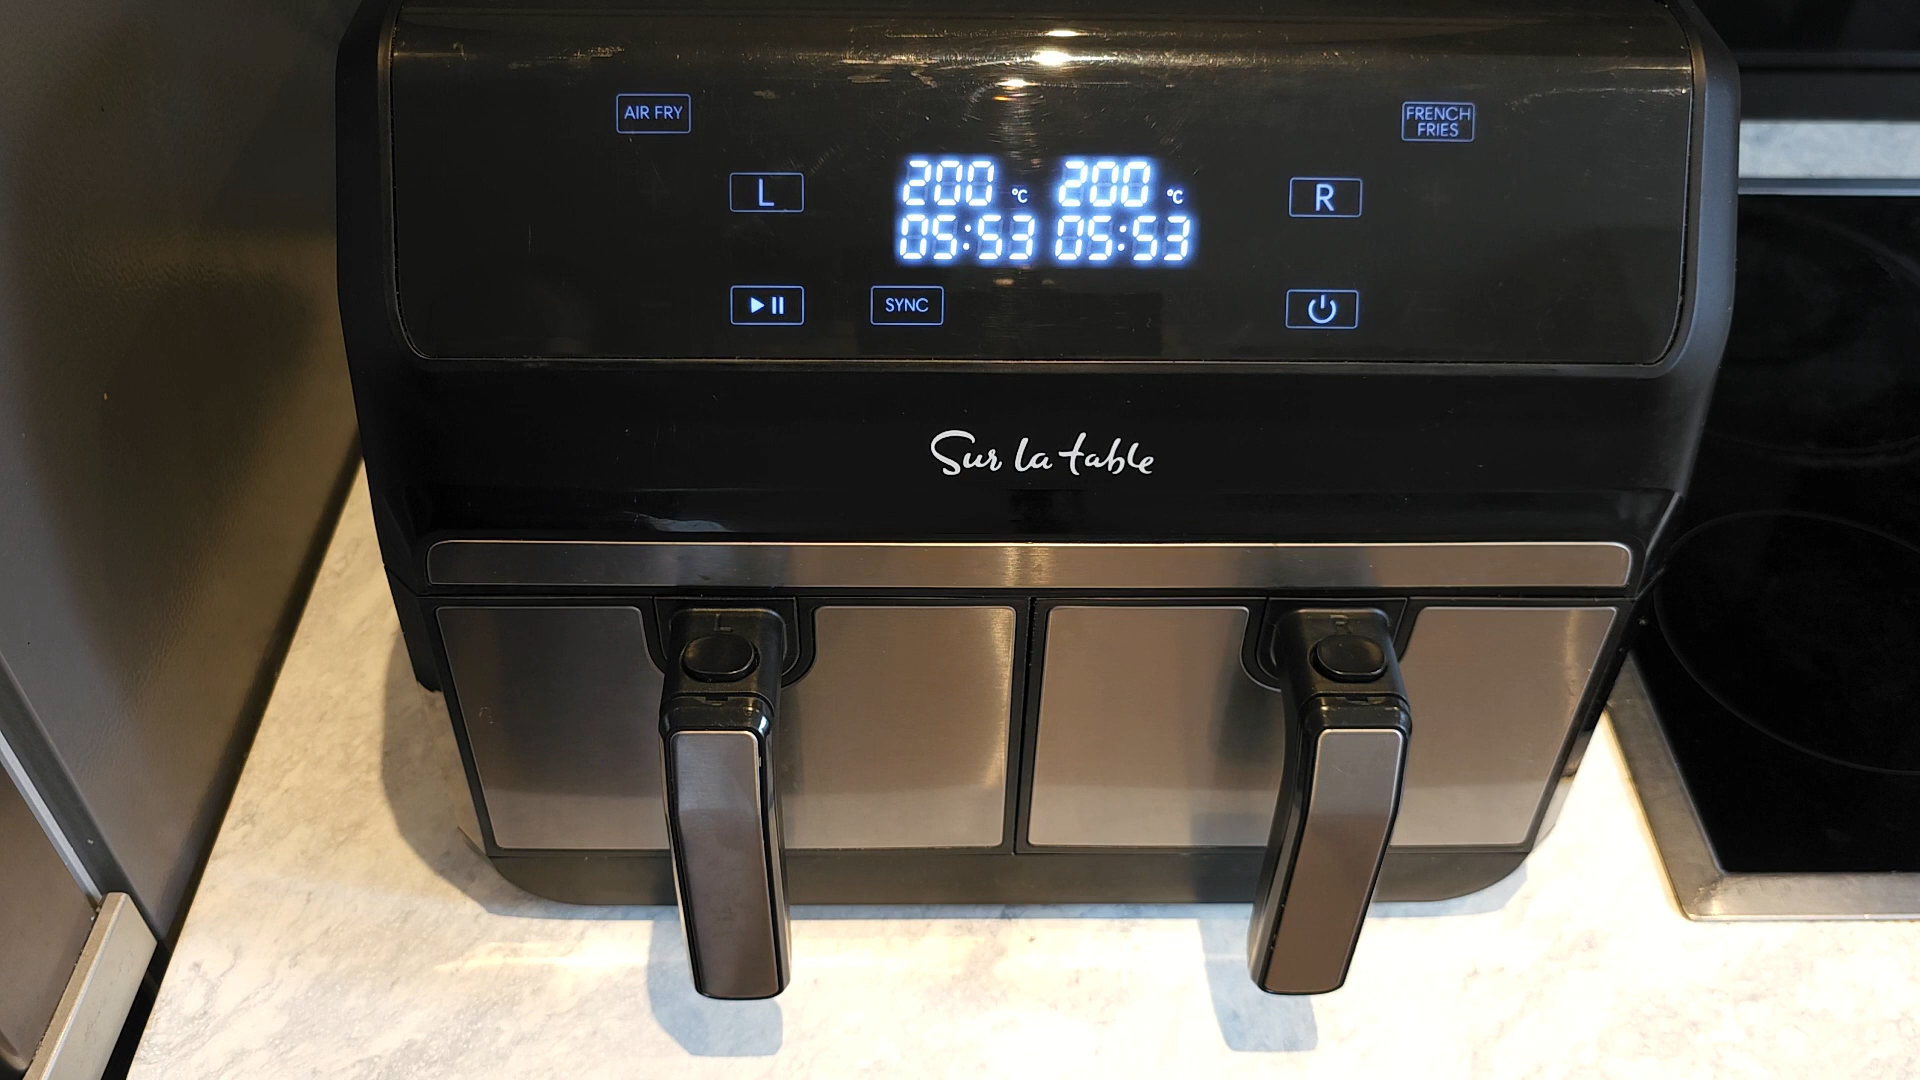 AIR FRY
FRENCH
FRIES
L
200 °C 200 °C
R
05:53 05:53
SYNC
Sur la table
L
R